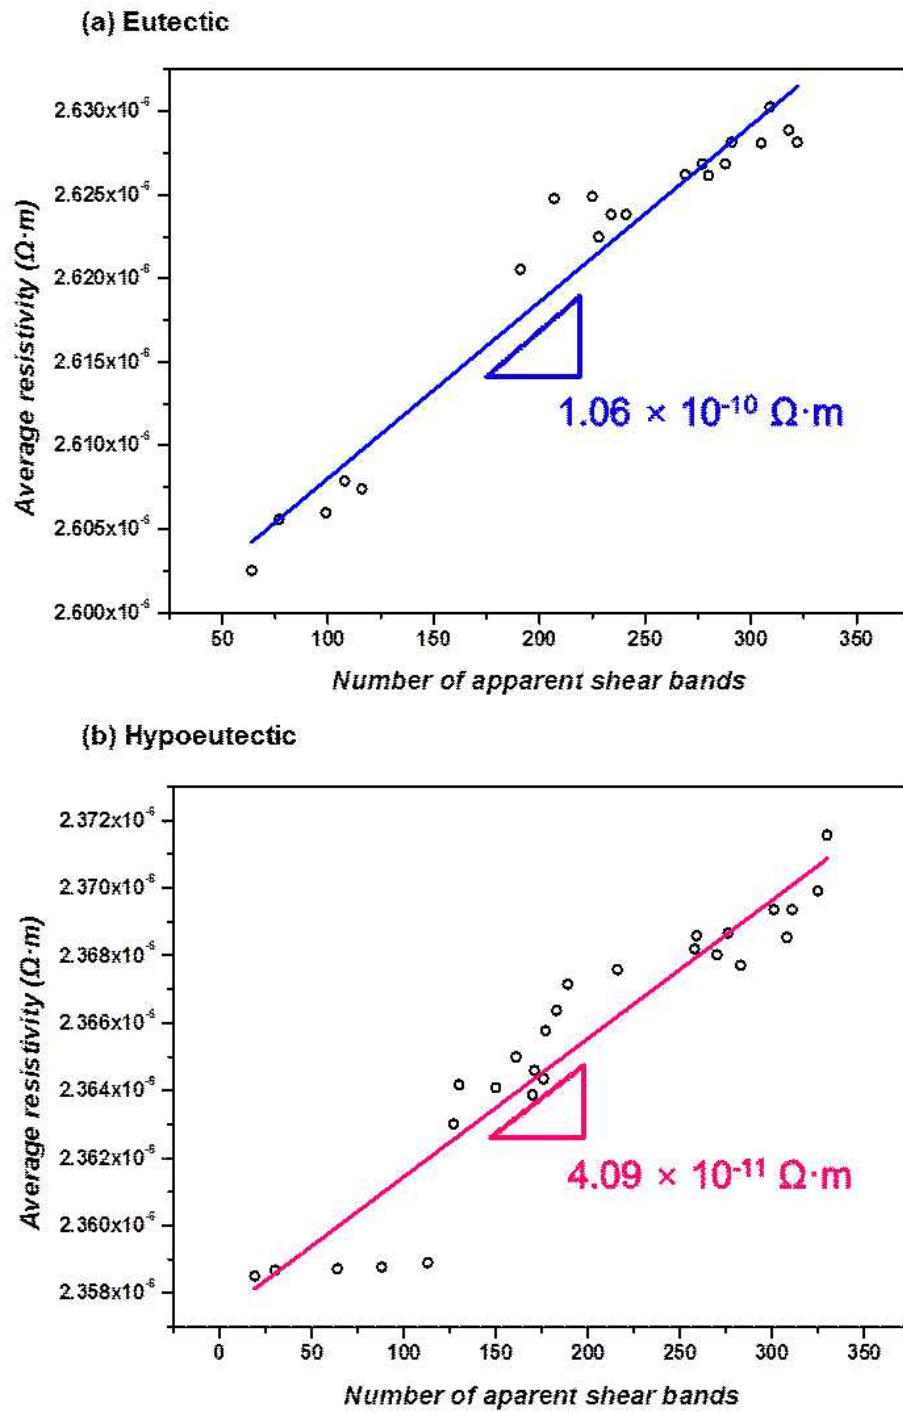 (a) Eutectic
2.630x10⁻⁶
2.625x10⁻⁶
2.620x10⁻⁶
2.615x10⁻⁶
2.610x10⁻⁶
2.605x10⁻⁶
2.600x10⁻⁶
Average resistivity (Ω·m)
1.06 × 10⁻¹⁰ Ω·m
50 100 150 200 250 300 350
Number of apparent shear bands
(b) Hypoeutectic
2.372x10⁻⁶
2.370x10⁻⁶
2.368x10⁻⁶
2.366x10⁻⁶
2.364x10⁻⁶
2.362x10⁻⁶
2.360x10⁻⁶
2.358x10⁻⁶
Average resistivity (Ω·m)
4.09 × 10⁻¹¹ Ω·m
0 50 100 150 200 250 300 350
Number of aparent shear bands